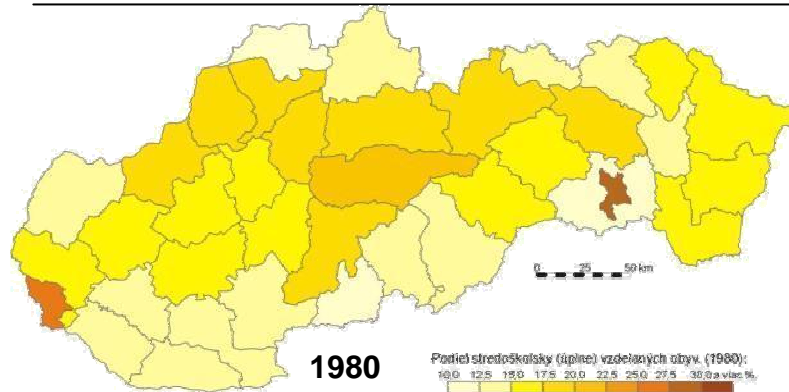 0 25 50 km
1980
Podiel stredoškolsky (úplne) vzdelaných obyv. (1980):
10,0 12,5 15,0 17,5 20,0 22,5 25,0 27,5 30,0 a viac %